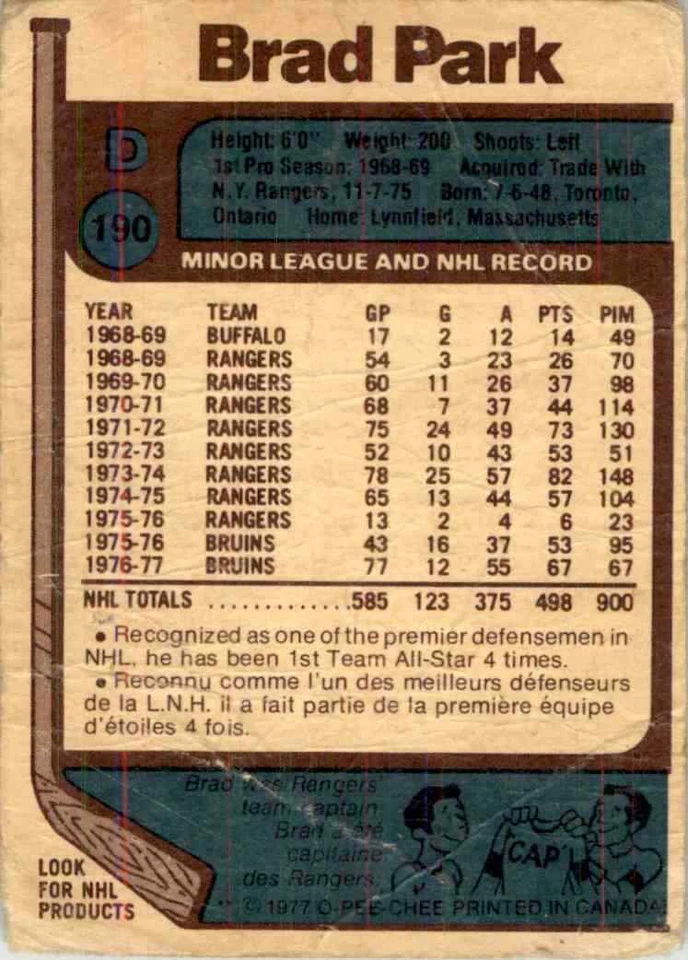 Brad Park
D
190
Height: 6'0" Weight: 200 Shoots: Left
1st Pro Season: 1968-69 Acquired: Trade With
N.Y. Rangers, 11-7-75 Born: 7-6-48, Toronto,
Ontario Home: Lynnfield, Massachusetts
MINOR LEAGUE AND NHL RECORD
YEAR TEAM GP G A PTS PIM
1968-69 BUFFALO 17 2 12 14 49
1968-69 RANGERS 54 3 23 26 70
1969-70 RANGERS 60 11 26 37 98
1970-71 RANGERS 68 7 37 44 114
1971-72 RANGERS 75 24 49 73 130
1972-73 RANGERS 52 10 43 53 51
1973-74 RANGERS 78 25 57 82 148
1974-75 RANGERS 65 13 44 57 104
1975-76 RANGERS 13 2 4 6 23
1975-76 BRUINS 43 16 37 53 95
1976-77 BRUINS 77 12 55 67 67
NHL TOTALS .............585 123 375 498 900
• Recognized as one of the premier defensemen in
NHL, he has been 1st Team All-Star 4 times.
• Reconnu comme l'un des meilleurs défenseurs
de la L.N.H. il a fait partie de la première équipe
d'étoiles 4 fois.
Brad was Rangers'
team captain.
Brad a été
capitaine
des Rangers.
CAP'
LOOK
FOR NHL
PRODUCTS
** © 1977 O-PEE-CHEE PRINTED IN CANADA